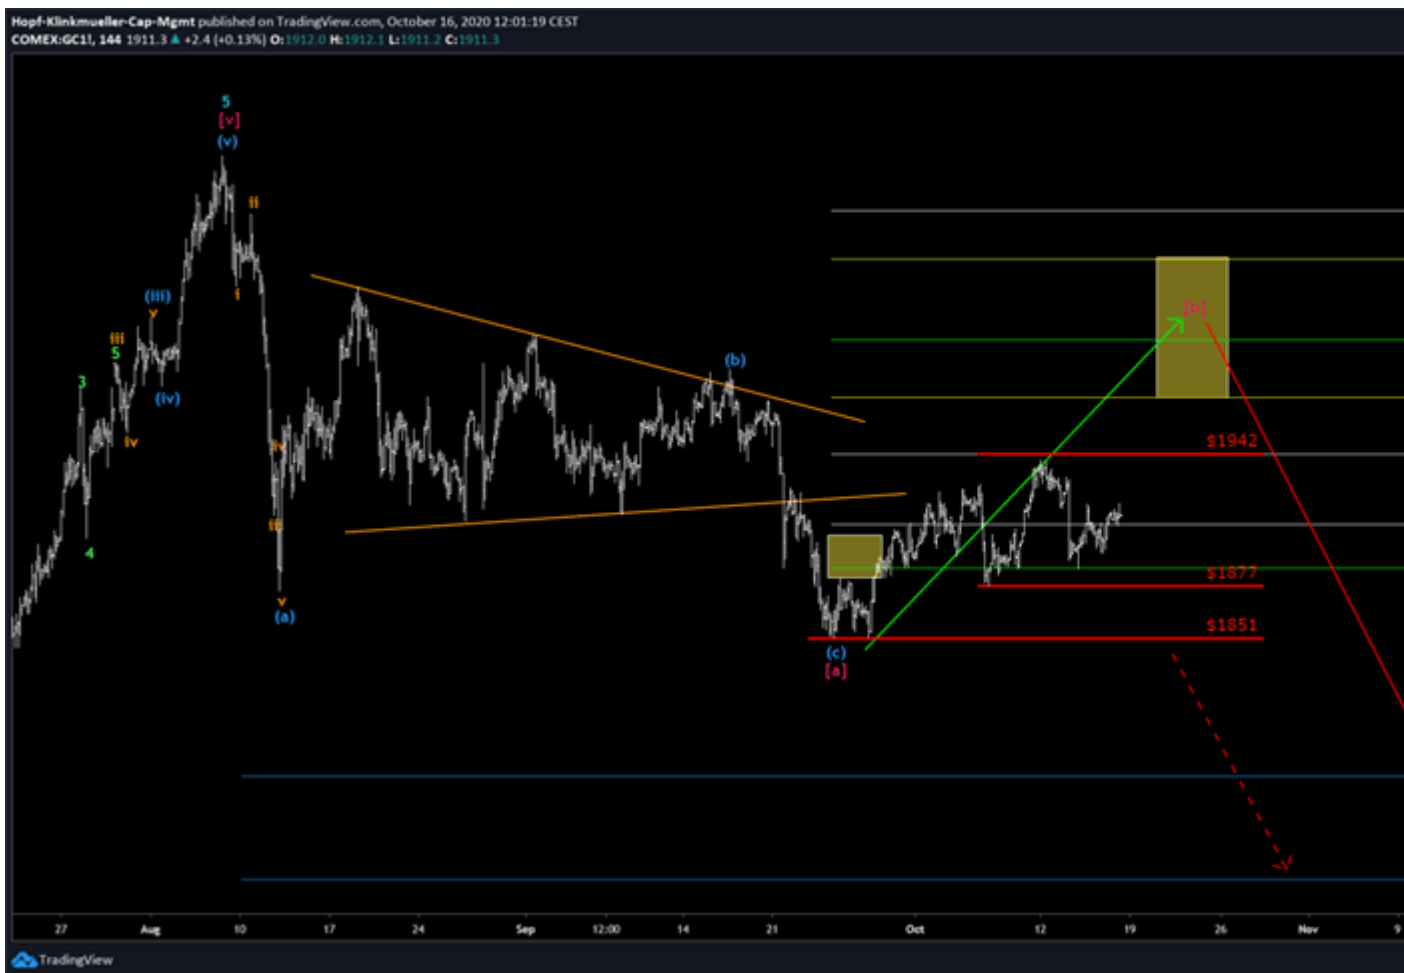 Hopf-Klinkmueller-Cap-Mgmt published on TradingView.com, October 16, 2020 12:01:19 CEST
COMEX:GC1!, 144 1911.3 ▲ +2.4 (+0.13%) O:1912.0 H:1912.1 L:1911.2 C:1911.3
5
[v]
(v)
ii
i
(iii)
v
iii
5
3
(iv)
iv
4
iv
iii
v
(a)
(b)
[b]
$1942
$1877
$1851
(c)
[a]
27 Aug 10 17 24 Sep 12:00 14 21 Oct 12 19 26 Nov 9
TradingView